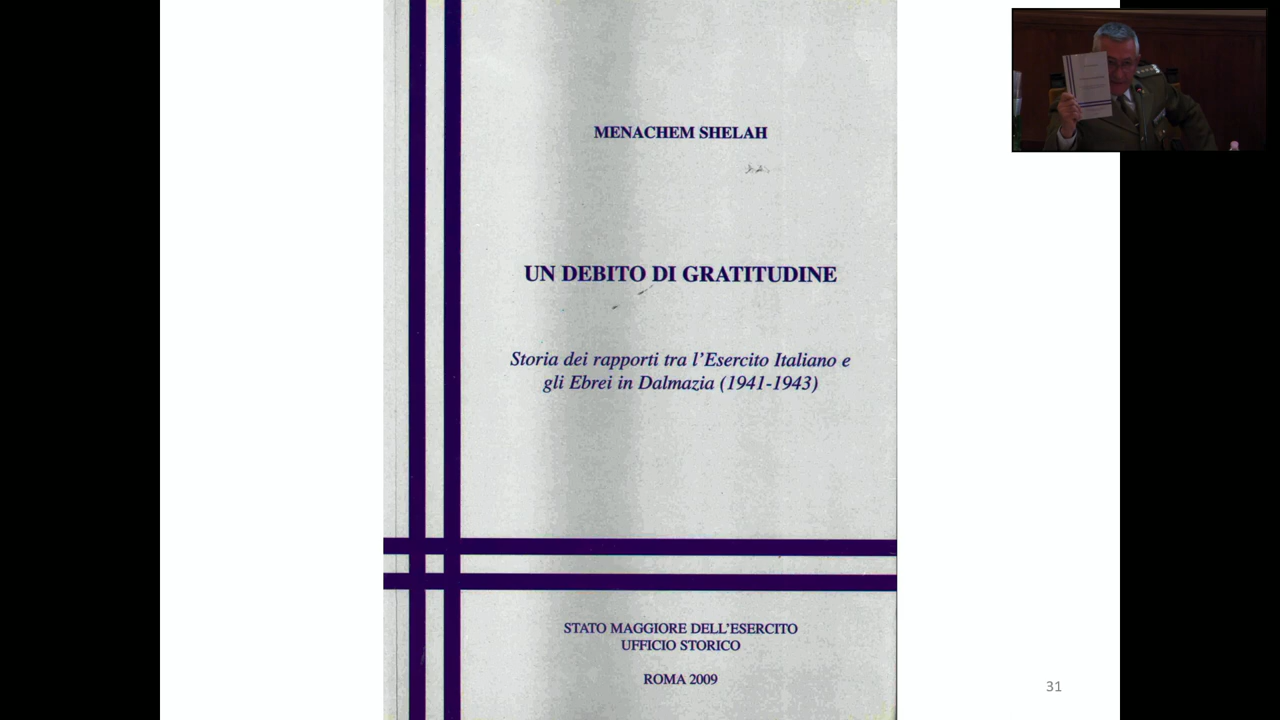 MENACHEM SHELAH
UN DEBITO DI GRATITUDINE
Storia dei rapporti tra l'Esercito Italiano e
gli Ebrei in Dalmazia (1941-1943)
STATO MAGGIORE DELL'ESERCITO
UFFICIO STORICO
ROMA 2009
31